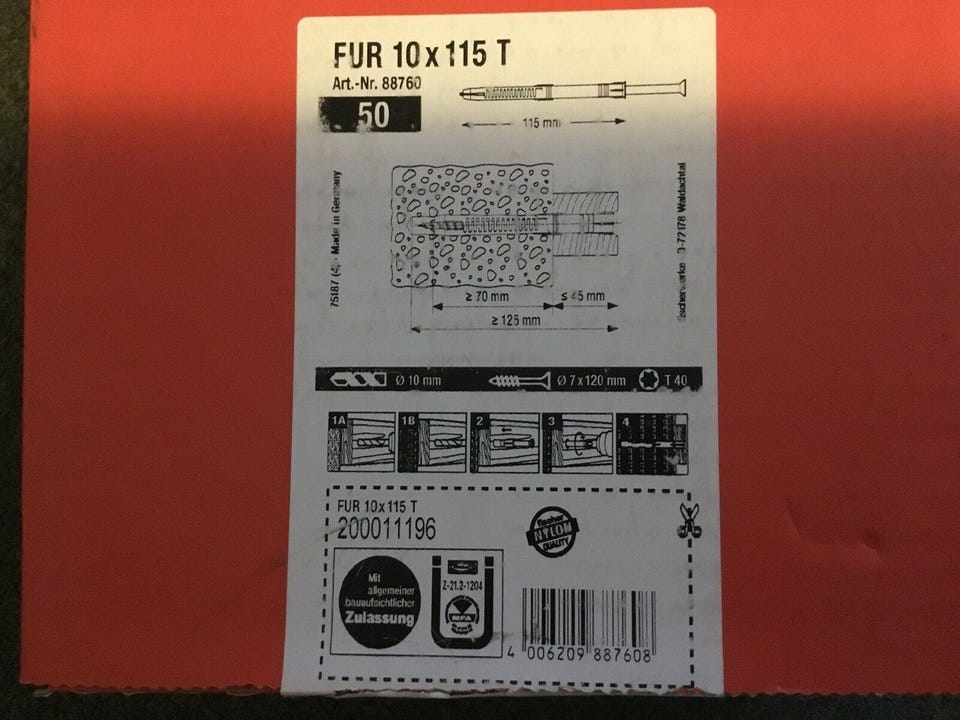 FUR 10 x 115 T
Art.-Nr. 88760
50
115 mm
75187 (4) · Made in Germany
D-72178 Waldachtal
≥ 70 mm
≤ 45 mm
≥ 125 mm
Ø 10 mm
Ø 7 x 120 mm
T 40
1A
1B
2
3
4
FUR 10 x 115 T
200011196
fischer
NYLON
QUALITY
Mit
allgemeiner
bauaufsichtlicher
Zulassung
Z-21.2-1204
MPA
4 006209 887608